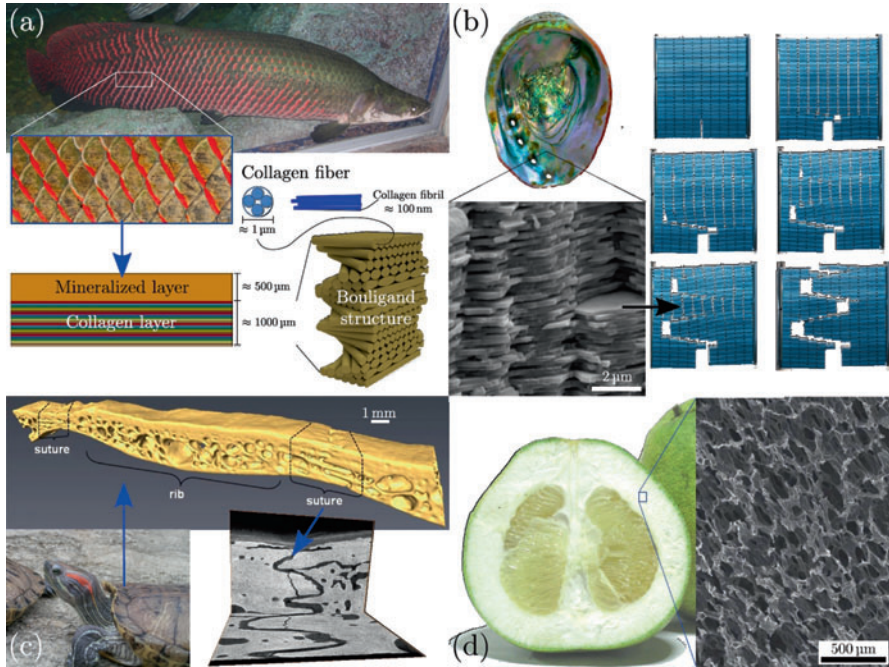 (a)
Collagen fiber
≈ 1 µm
Collagen fibril
≈ 100 nm
Mineralized layer
≈ 500 µm
Collagen layer
≈ 1000 µm
Bouligand
structure
(b)
2 µm
1 mm
suture
rib
suture
(c)
(d)
500 µm